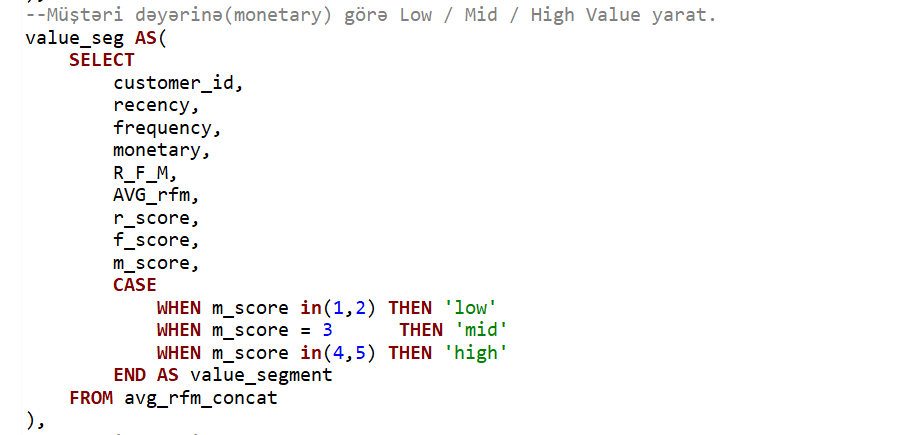 --Müştəri dəyərinə(monetary) görə Low / Mid / High Value yarat.
value_seg AS(
    SELECT
        customer_id,
        recency,
        frequency,
        monetary,
        R_F_M,
        AVG_rfm,
        r_score,
        f_score,
        m_score,
        CASE
            WHEN m_score in(1,2) THEN 'low'
            WHEN m_score = 3      THEN 'mid'
            WHEN m_score in(4,5) THEN 'high'
        END AS value_segment
    FROM avg_rfm_concat
),